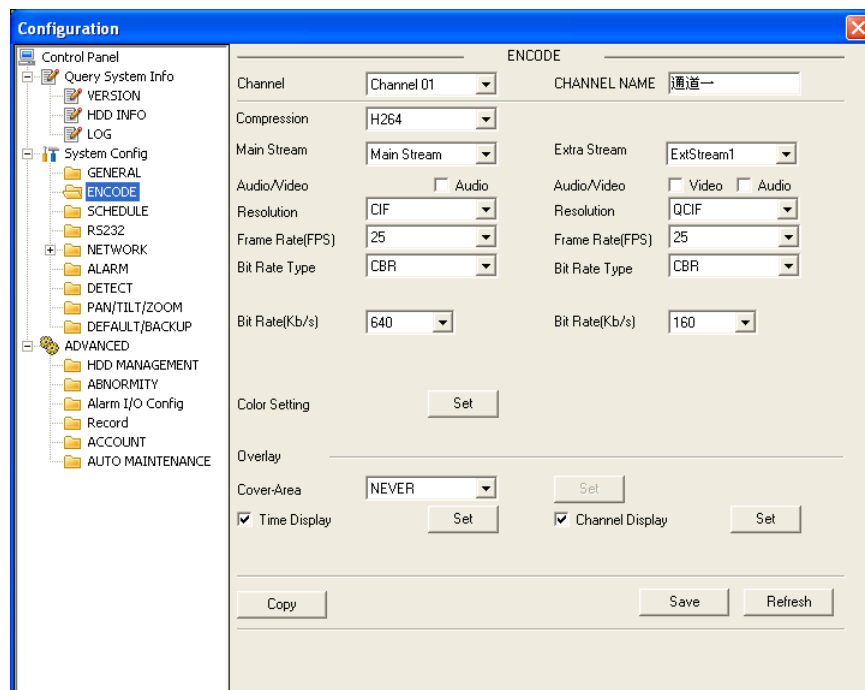 Configuration
Control Panel
Query System Info
VERSION
HDD INFO
LOG
System Config
GENERAL
ENCODE
SCHEDULE
RS232
NETWORK
ALARM
DETECT
PAN/TILT/ZOOM
DEFAULT/BACKUP
ADVANCED
HDD MANAGEMENT
ABNORMITY
Alarm I/O Config
Record
ACCOUNT
AUTO MAINTENANCE
ENCODE
Channel Channel 01 CHANNEL NAME 通道一
Compression H264
Main Stream Main Stream Extra Stream ExtStream1
Audio/Video Audio Audio/Video Video Audio
Resolution CIF Resolution QCIF
Frame Rate(FPS) 25 Frame Rate(FPS) 25
Bit Rate Type CBR Bit Rate Type CBR
Bit Rate(Kb/s) 640 Bit Rate(Kb/s) 160
Color Setting Set
Overlay
Cover-Area NEVER Set
Time Display Set Channel Display Set
Copy Save Refresh